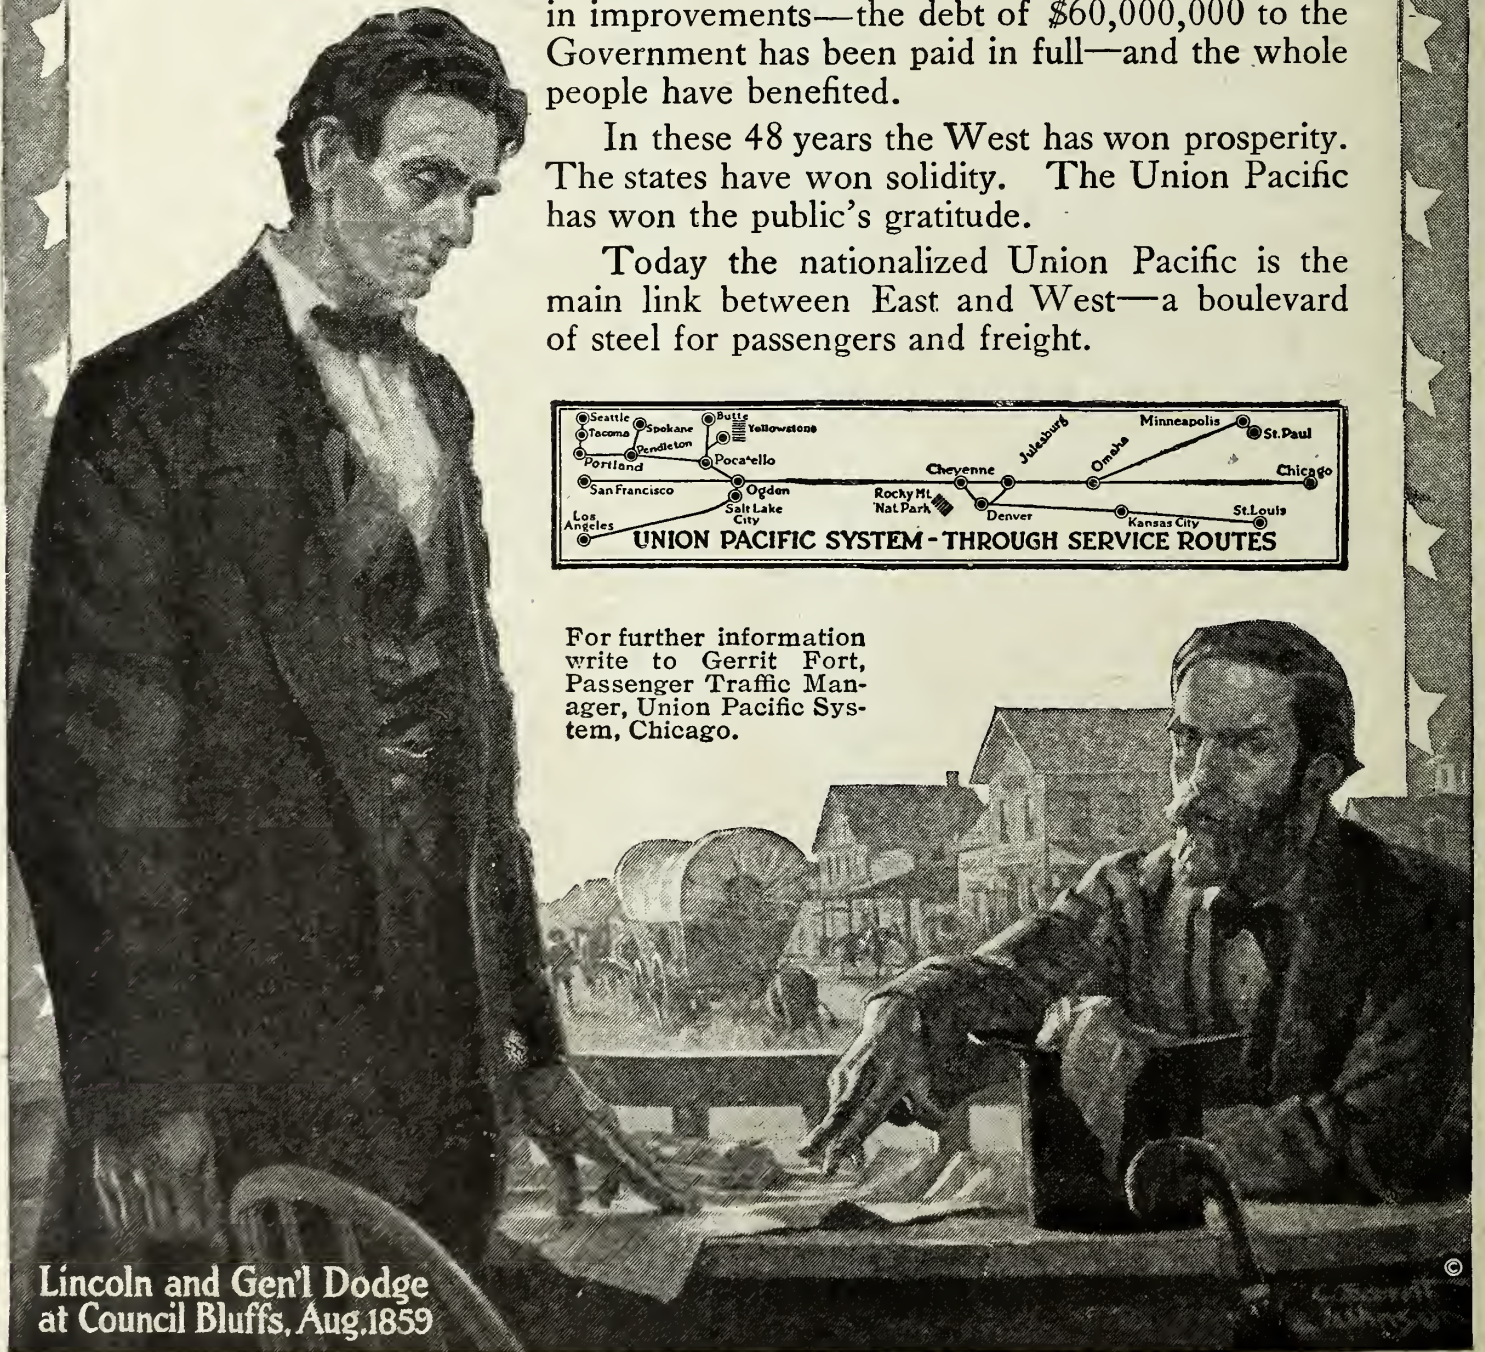 in improvements—the debt of $60,000,000 to the
Government has been paid in full—and the whole
people have benefited.
In these 48 years the West has won prosperity.
The states have won solidity. The Union Pacific
has won the public's gratitude.
Today the nationalized Union Pacific is the
main link between East and West—a boulevard
of steel for passengers and freight.
Seattle
Tacoma
Spokane
Pendleton
Portland
Butte
Yellowstone
Pocatello
San Francisco
Ogden
Salt Lake
City
Los
Angeles
Cheyenne
Julesburg
Rocky Mt.
Nat. Park
Denver
Omaha
Minneapolis
St. Paul
Chicago
Kansas City
St. Louis
UNION PACIFIC SYSTEM - THROUGH SERVICE ROUTES
For further information
write to Gerrit Fort,
Passenger Traffic Man-
ager, Union Pacific Sys-
tem, Chicago.
Lincoln and Gen'l Dodge
at Council Bluffs, Aug. 1859
©